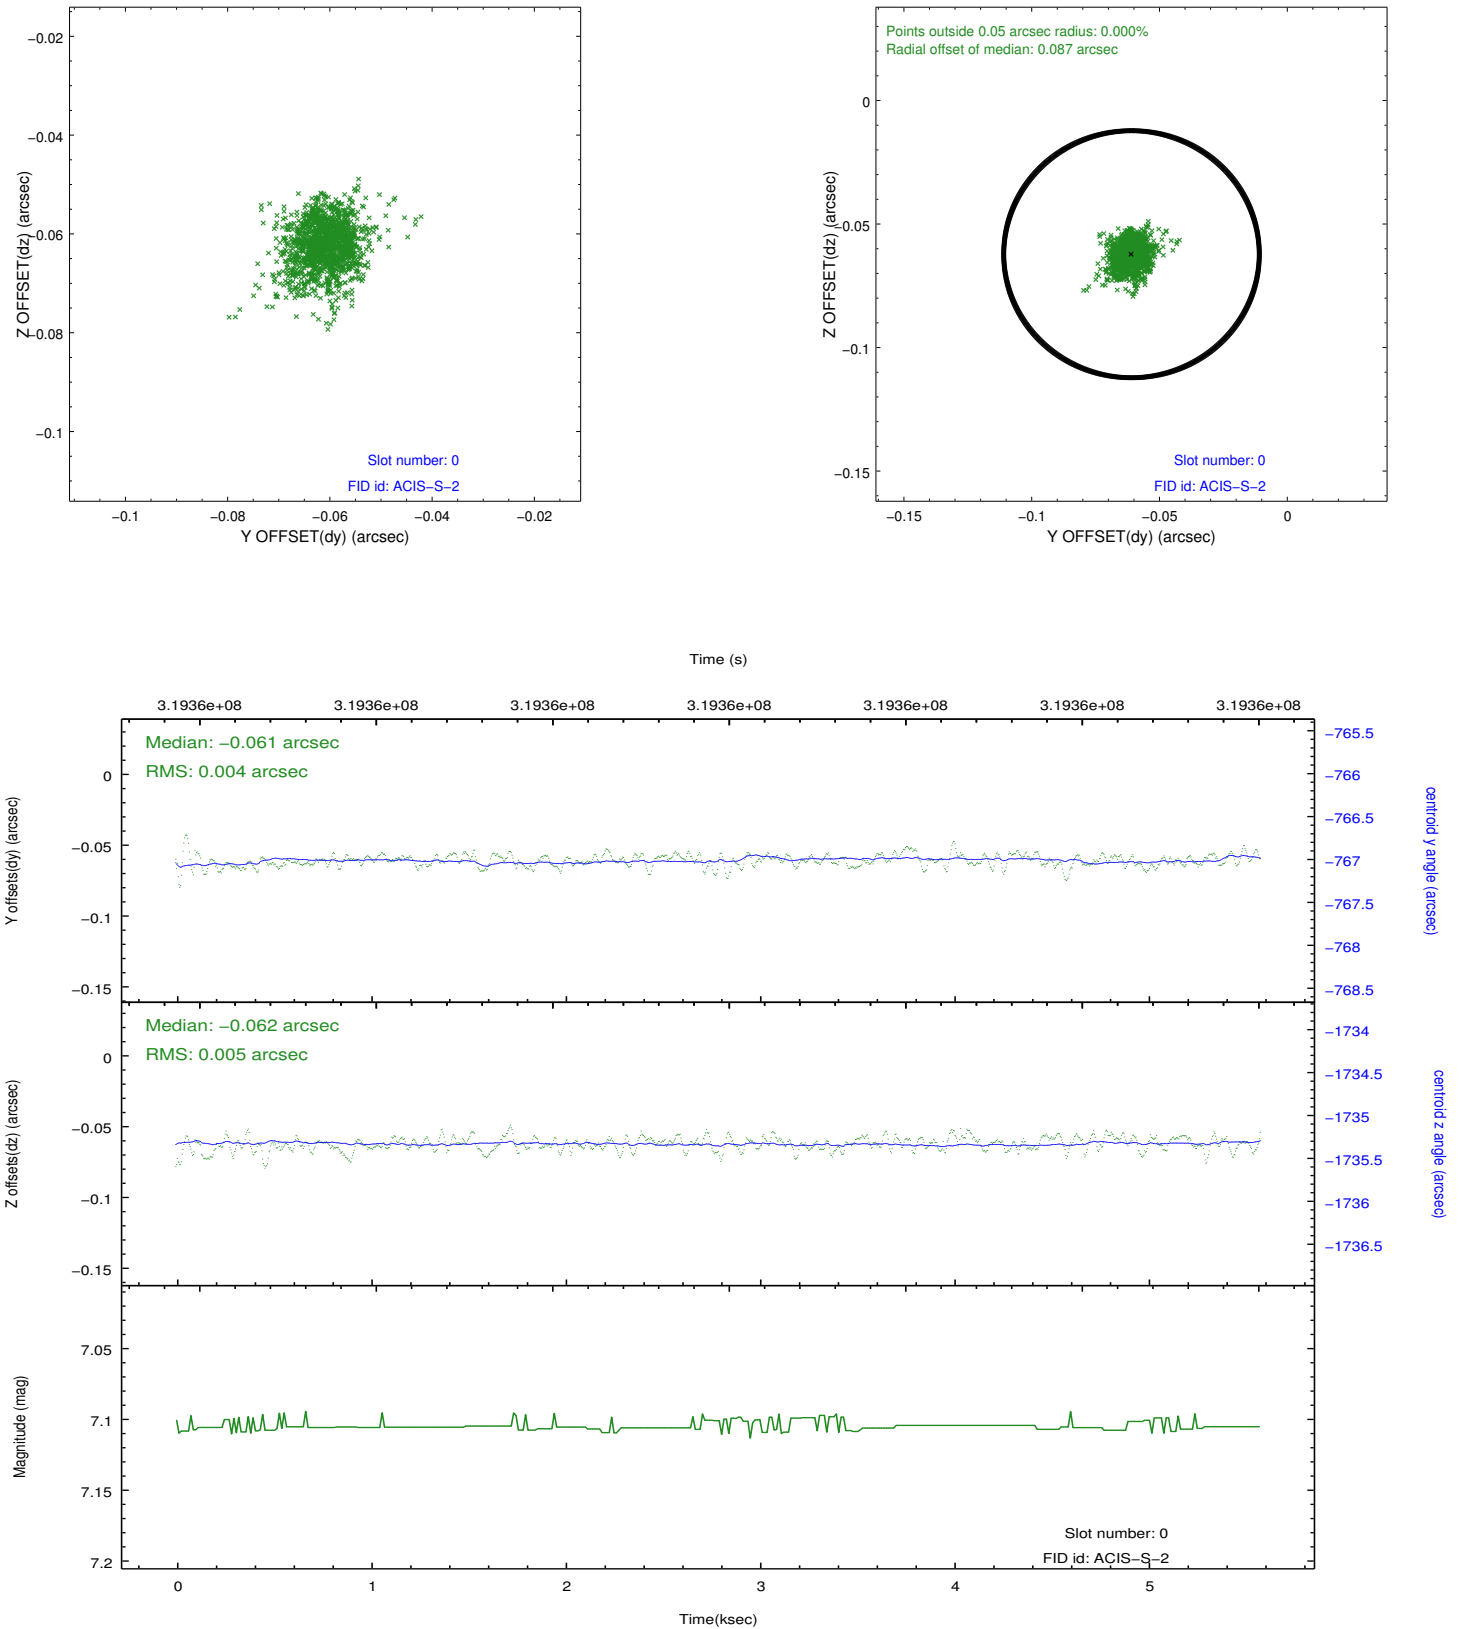 −0.02
−0.04
−0.06
−0.08
−0.1
Z OFFSET(dz) (arcsec)
Slot number: 0
FID id: ACIS−S−2
−0.1
−0.08
−0.06
−0.04
−0.02
Y OFFSET(dy) (arcsec)
Points outside 0.05 arcsec radius: 0.000%
Radial offset of median: 0.087 arcsec
0
−0.05
−0.1
−0.15
Z OFFSET(dz) (arcsec)
Slot number: 0
FID id: ACIS−S−2
−0.15
−0.1
−0.05
0
Y OFFSET(dy) (arcsec)
Time (s)
3.1936e+08
3.1936e+08
3.1936e+08
3.1936e+08
3.1936e+08
3.1936e+08
3.1936e+08
Median: −0.061 arcsec
RMS: 0.004 arcsec
0
−0.05
−0.1
−0.15
Y offsets(dy) (arcsec)
−765.5
−766
−766.5
−767
−767.5
−768
−768.5
centroid y angle (arcsec)
Median: −0.062 arcsec
RMS: 0.005 arcsec
0
−0.05
−0.1
−0.15
Z offsets(dz) (arcsec)
−1734
−1734.5
−1735
−1735.5
−1736
−1736.5
centroid z angle (arcsec)
7.05
7.1
7.15
7.2
Magnitude (mag)
Slot number: 0
FID id: ACIS−S−2
0
1
2
3
4
5
Time(ksec)